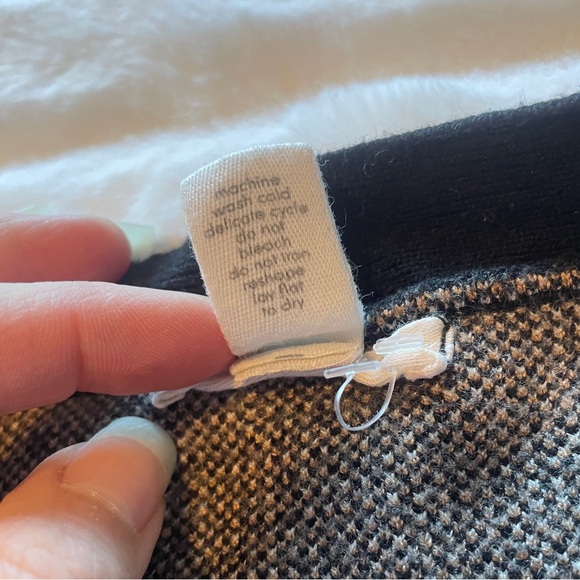 machine
wash cold
delicate cycle
do not
bleach
do not iron
reshape
lay flat
to dry